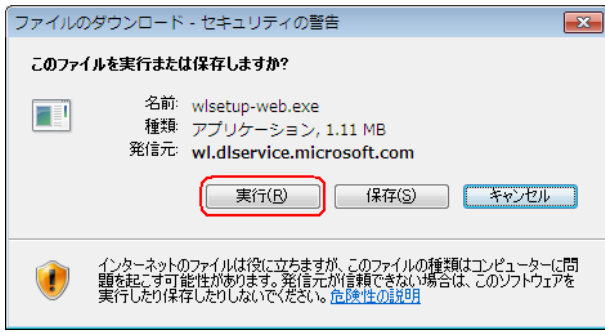 ファイルのダウンロード - セキュリティの警告
このファイルを実行または保存しますか?
名前: wlsetup-web.exe
種類: アプリケーション, 1.11 MB
発信元: wl.dlservice.microsoft.com
実行(R) 保存(S) キャンセル
インターネットのファイルは役に立ちますが、このファイルの種類はコンピューターに問
題を起こす可能性があります。発信元が信頼できない場合は、このソフトウェアを
実行したり保存したりしないでください。危険性の説明